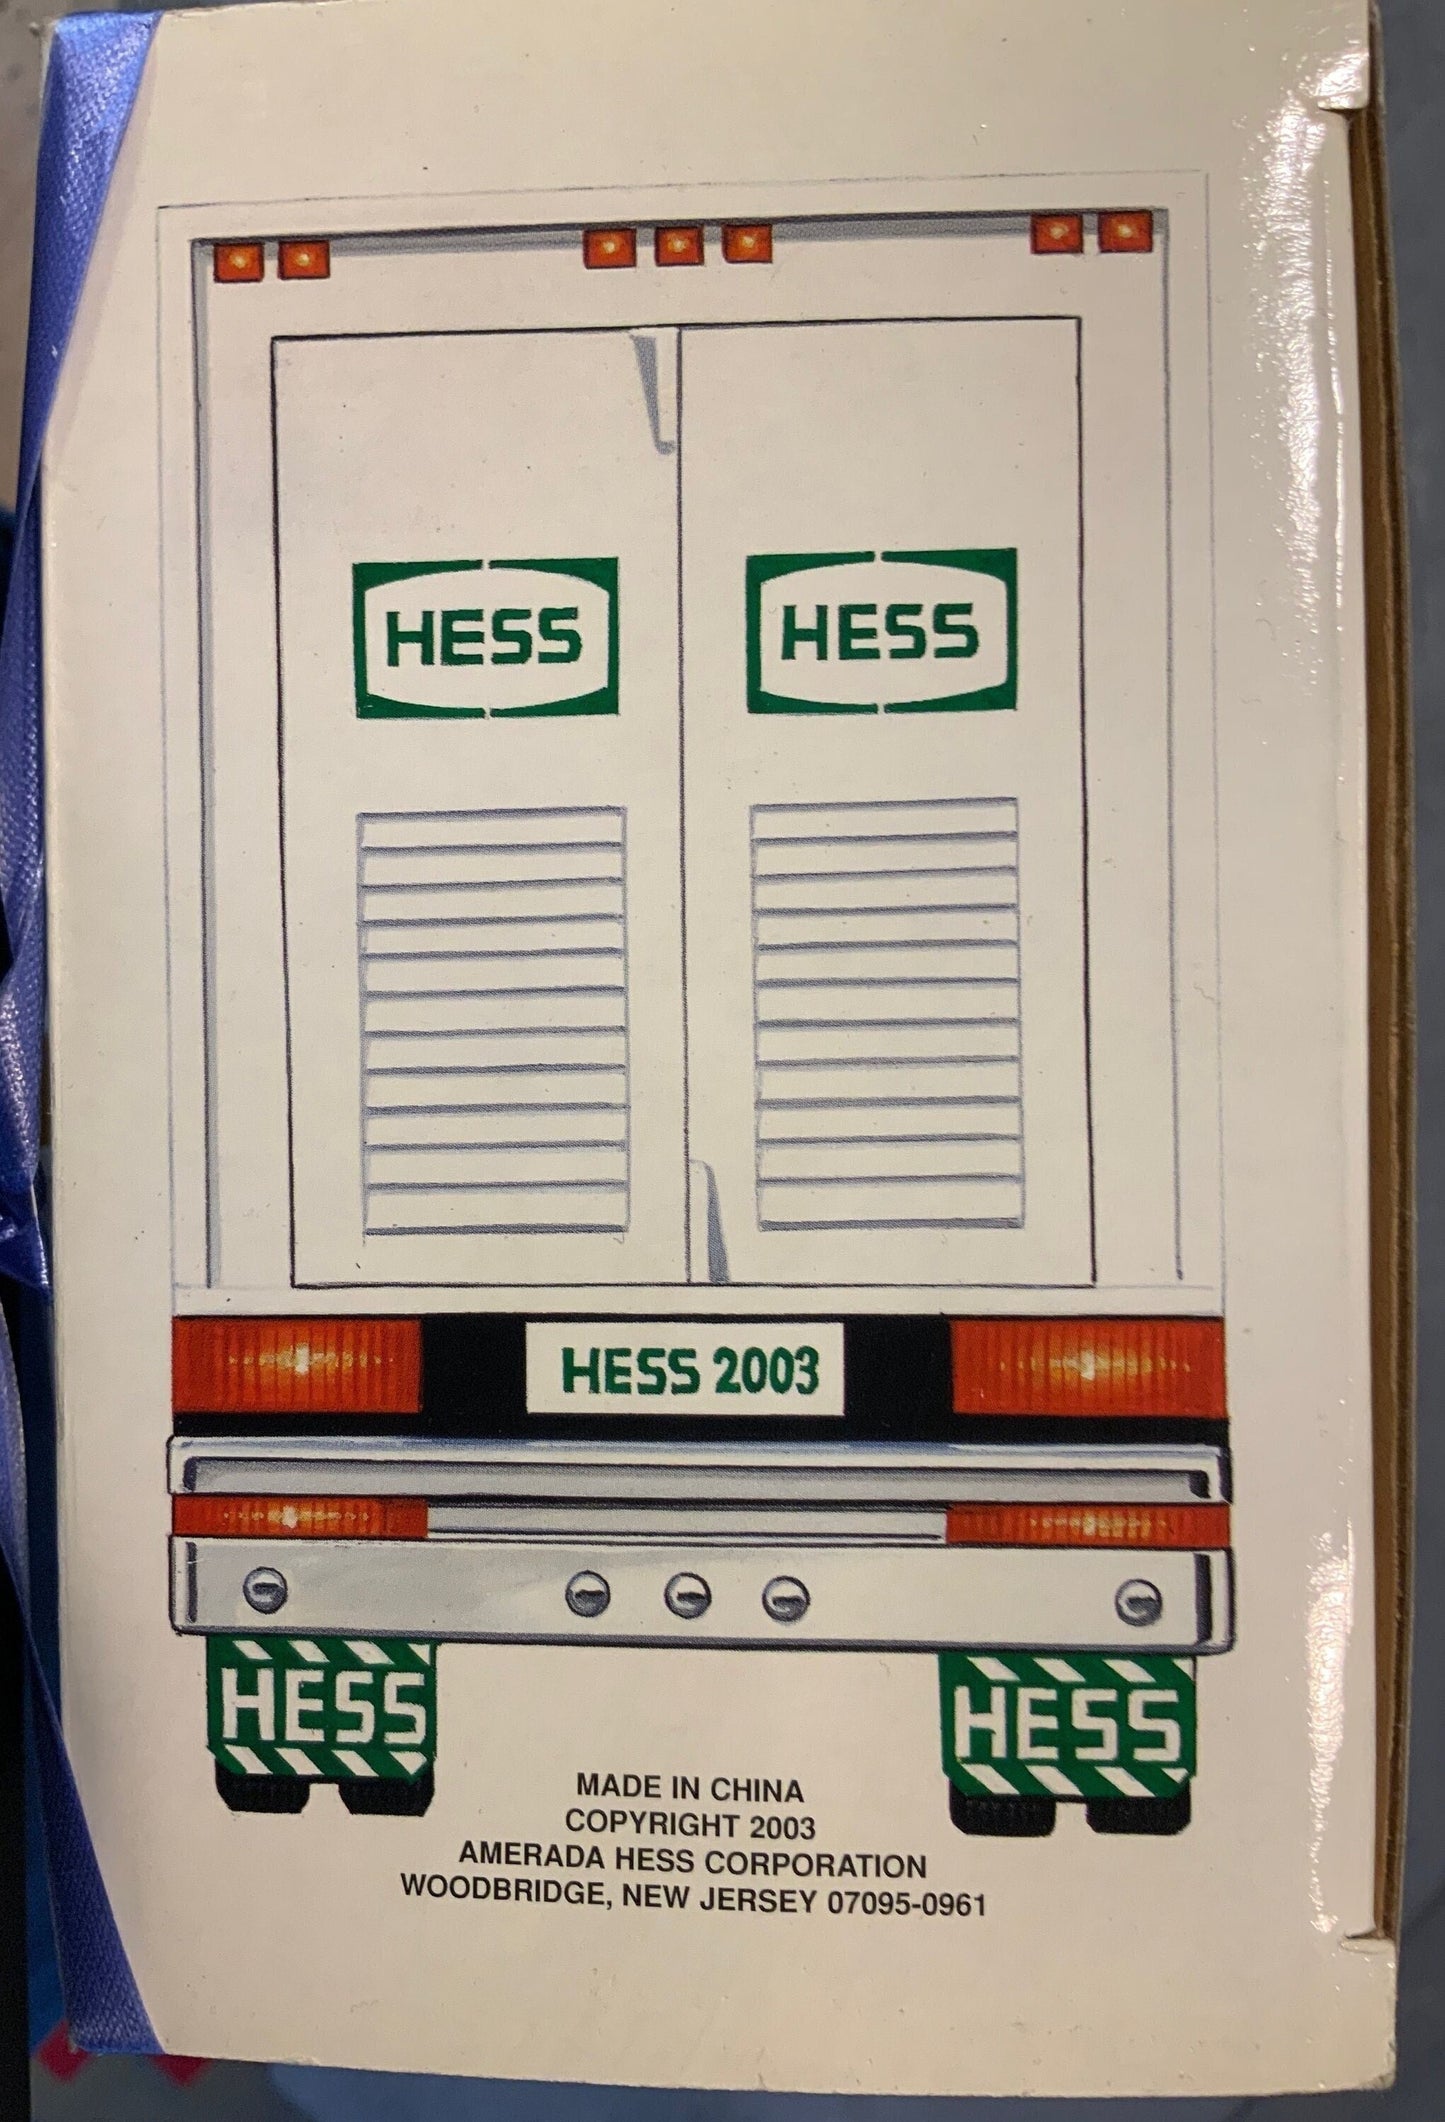 HESS HESS
HESS 2003
HESS HESS
MADE IN CHINA
COPYRIGHT 2003
AMERADA HESS CORPORATION
WOODBRIDGE, NEW JERSEY 07095-0961